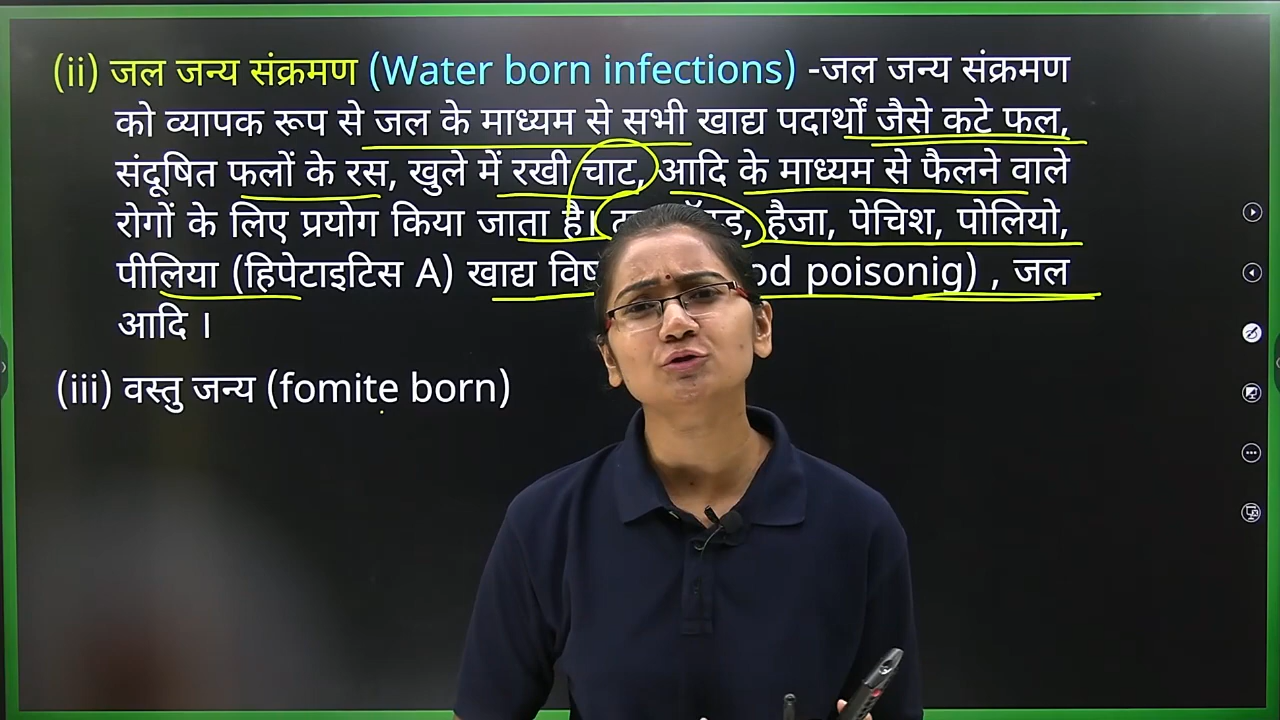 (ii) जल जन्य संक्रमण (Water born infections) -जल जन्य संक्रमण
को व्यापक रूप से जल के माध्यम से सभी खाद्य पदार्थों जैसे कटे फल,
संदूषित फलों के रस, खुले में रखी चाट, आदि के माध्यम से फैलने वाले
रोगों के लिए प्रयोग किया जाता है। हैजा, पेचिश, पोलियो,
पीलिया (हिपेटाइटिस A) खाद्य poisonig) , जल
आदि ।
(iii) वस्तु जन्य (fomite born)